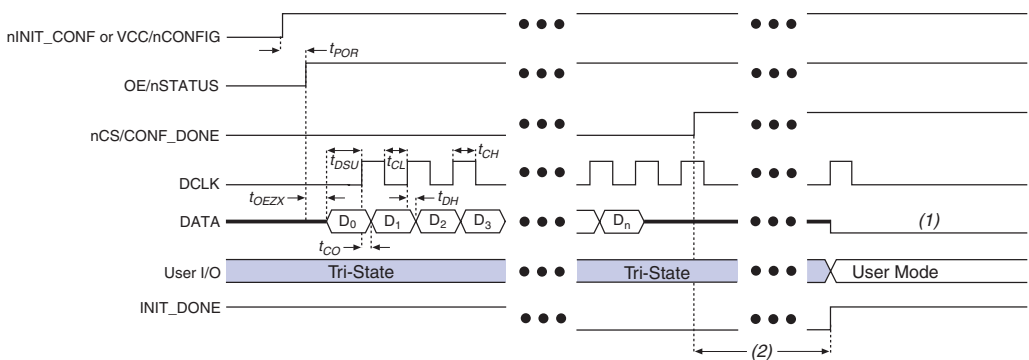 nINIT_CONF or VCC/nCONFIG
tPOR
OE/nSTATUS
nCS/CONF_DONE
tDSU
tCL
tCH
DCLK
tOEZX
tDH
DATA
D0
D1
D2
D3
Dn
(1)
tCO
User I/O
Tri-State
Tri-State
User Mode
INIT_DONE
(2)